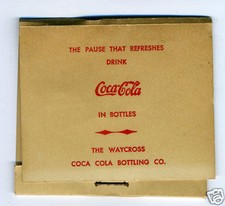 THE PAUSE THAT REFRESHES
DRINK
Coca-Cola
IN BOTTLES
THE WAYCROSS
COCA COLA BOTTLING CO.